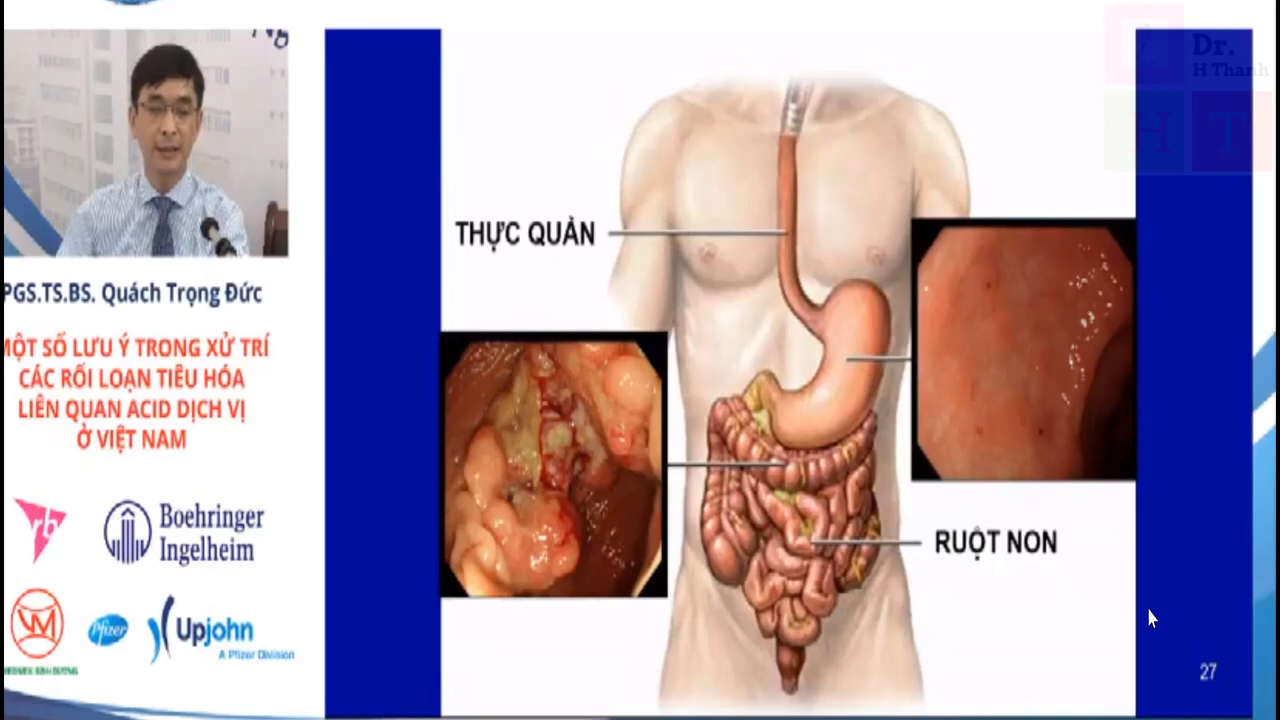 PGS.TS.BS. Quách Trọng Đức
MỘT SỐ LƯU Ý TRONG XỬ TRÍ
CÁC RỐI LOẠN TIÊU HÓA
LIÊN QUAN ACID DỊCH VỊ
Ở VIỆT NAM
rb
Boehringer
Ingelheim
Pfizer
Upjohn
A Pfizer Division
THỰC QUẢN
RUỘT NON
27
Dr.
H Thanh
H T